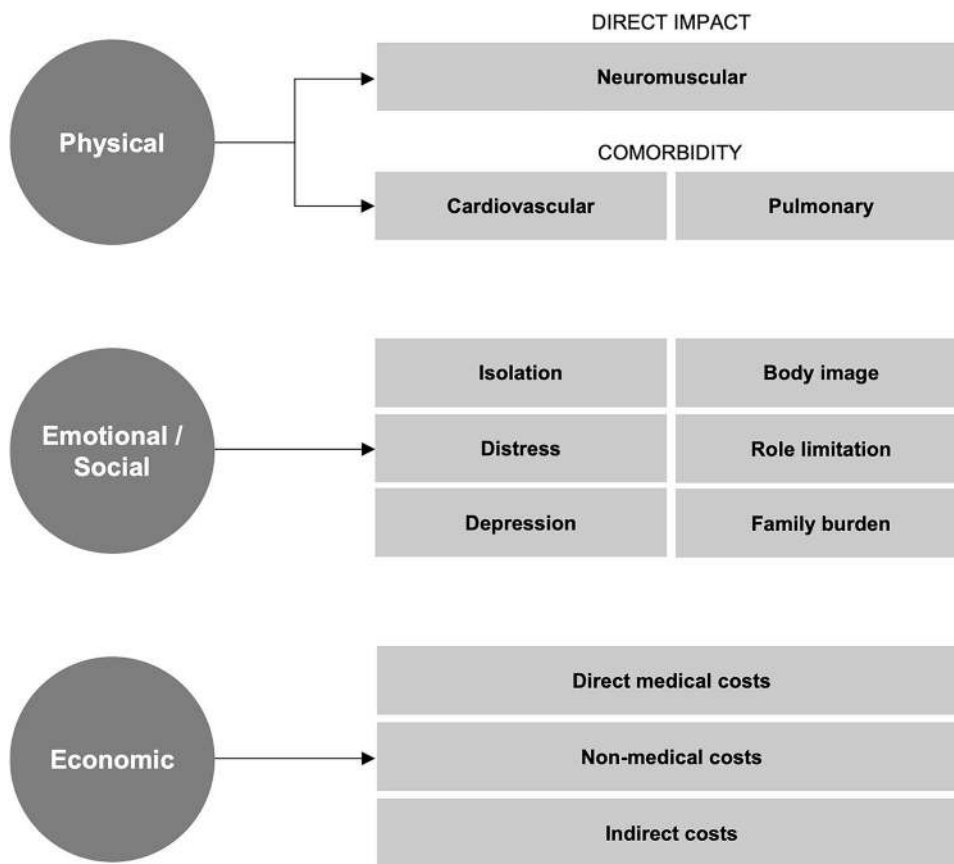 DIRECT IMPACT
Neuromuscular
Physical
COMORBIDITY
Cardiovascular
Pulmonary
Emotional /
Social
Isolation
Body image
Distress
Role limitation
Depression
Family burden
Economic
Direct medical costs
Non-medical costs
Indirect costs